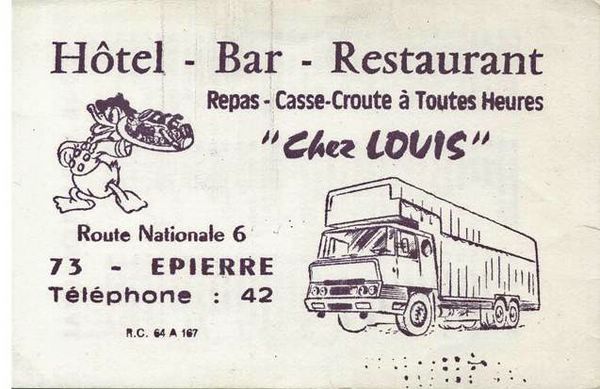 Hôtel - Bar - Restaurant
Repas - Casse-Croute à Toutes Heures
"Chez LOUIS"
Route Nationale 6
73 - EPIERRE
Téléphone : 42
R.C. 64 A 167